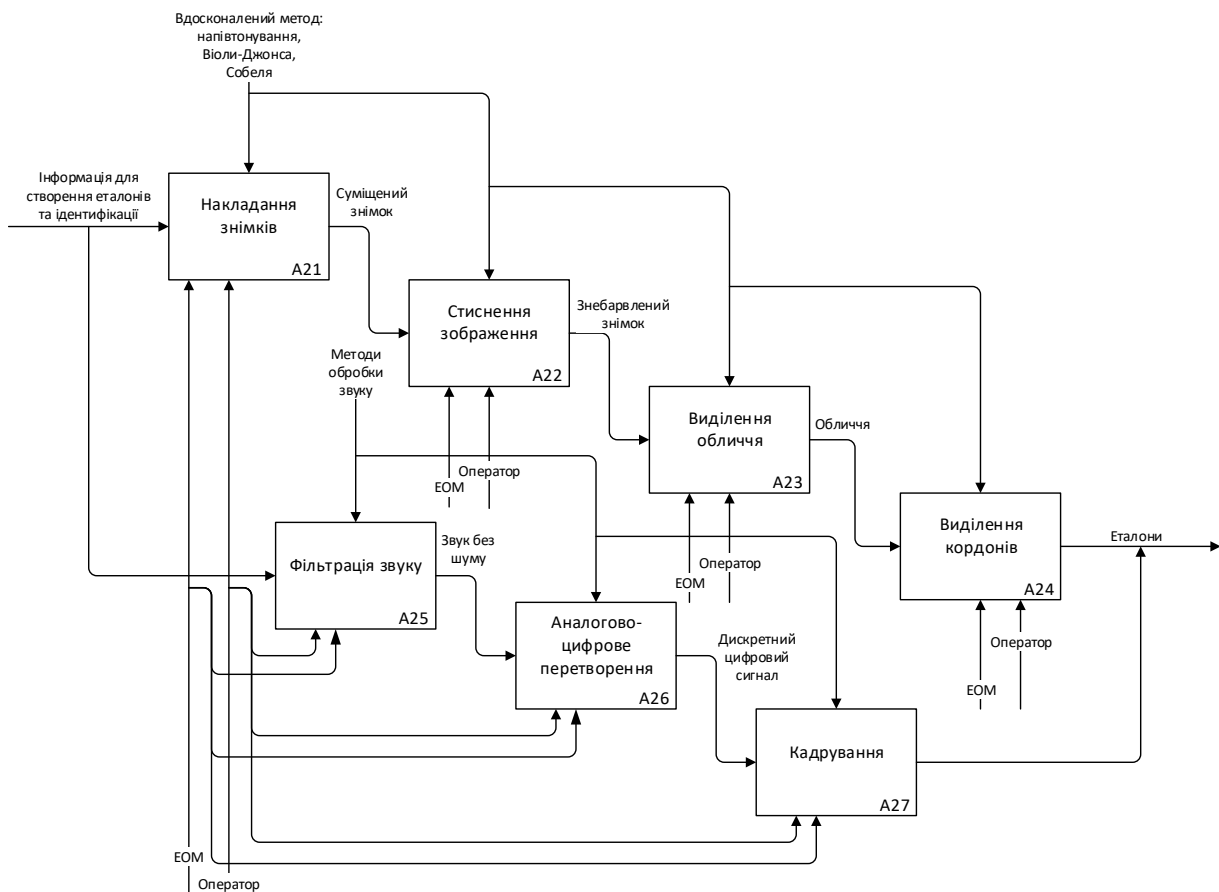 Вдосконалений метод:
напівтонування,
Віоли-Джонса,
Собеля
Інформація для
створення еталонів
та ідентифікації
Накладання
знімків
A21
Суміщений
знімок
Стиснення
зображення
A22
Знебарвлений
знімок
Методи
обробки
звуку
Виділення
обличчя
A23
Обличчя
ЕОМ
Оператор
Виділення
кордонів
A24
Еталони
Фільтрація звуку
A25
Звук без
шуму
ЕОМ
Оператор
Аналогово-
цифрове
перетворення
A26
Дискретний
цифровий
сигнал
ЕОМ
Оператор
Кадрування
A27
ЕОМ
Оператор